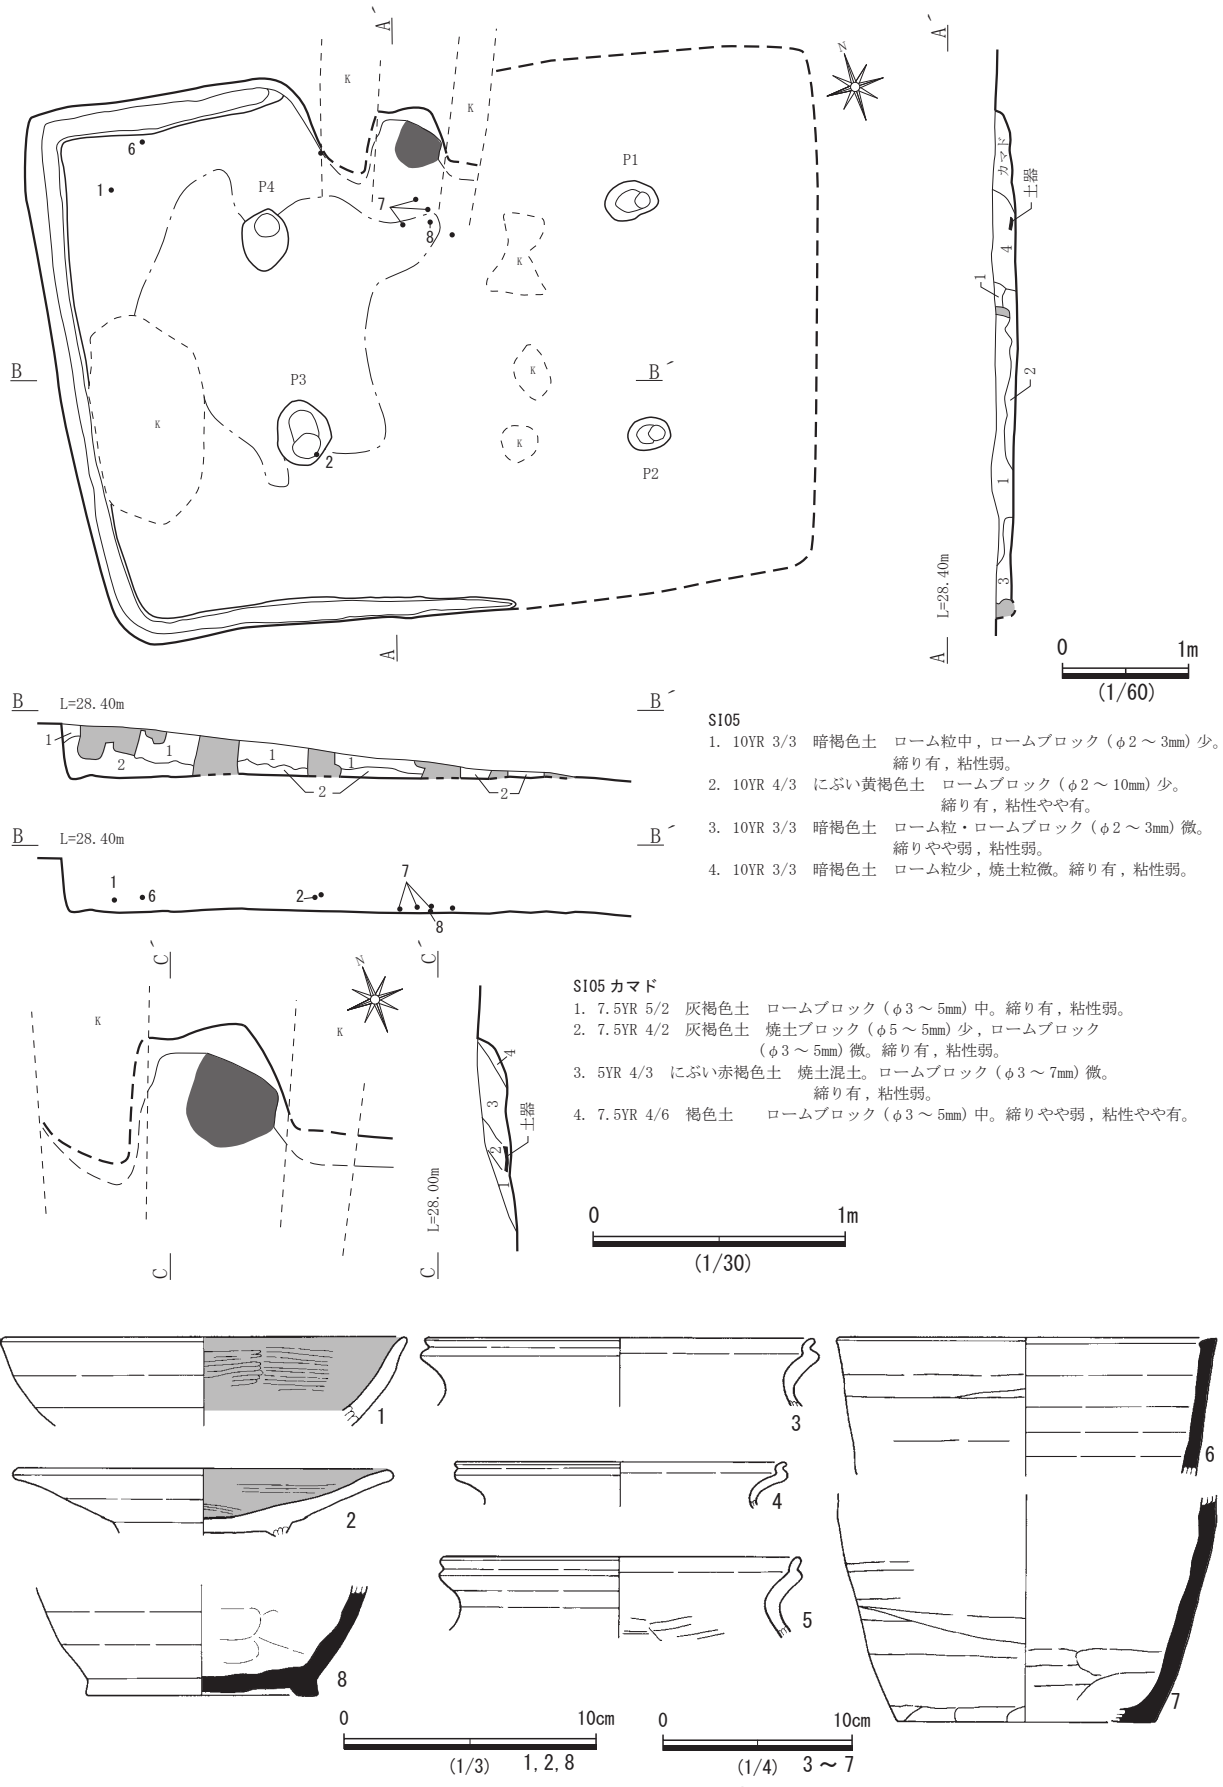 A
A´
A´
N
K
K
P1
P4
6
1
7
8
K
カマド
土器
4
1
2
1
3
B
B´
P3
K
K
K
2
P2
A
A
L=28.40m
0 1m
(1/60)
B L=28.40m B´
1 2 1 1 1 2 2
B L=28.40m B´
1 6 2 7 8
SI05
1. 10YR 3/3 暗褐色土 ローム粒中，ロームブロック（φ2～3mm）少。
締り有，粘性弱。
2. 10YR 4/3 にぶい黄褐色土 ロームブロック（φ2～10mm）少。
締り有，粘性やや有。
3. 10YR 3/3 暗褐色土 ローム粒・ロームブロック（φ2～3mm）微。
締りやや弱，粘性弱。
4. 10YR 3/3 暗褐色土 ローム粒少，焼土粒微。締り有，粘性弱。
C´
C´
N
K
K
4
3
2
1
土器
L=28.00m
C
C
SI05 カマド
1. 7.5YR 5/2 灰褐色土 ロームブロック（φ3～5mm）中。締り有，粘性弱。
2. 7.5YR 4/2 灰褐色土 焼土ブロック（φ5～5mm）少，ロームブロック
（φ3～5mm）微。締り有，粘性弱。
3. 5YR 4/3 にぶい赤褐色土 焼土混土。ロームブロック（φ3～7mm）微。
締り有，粘性弱。
4. 7.5YR 4/6 褐色土 ロームブロック（φ3～5mm）中。締りやや弱，粘性やや有。
0 1m
(1/30)
1
3
6
2
4
5
8
7
0 10cm
(1/3) 1,2,8
0 10cm
(1/4) 3～7